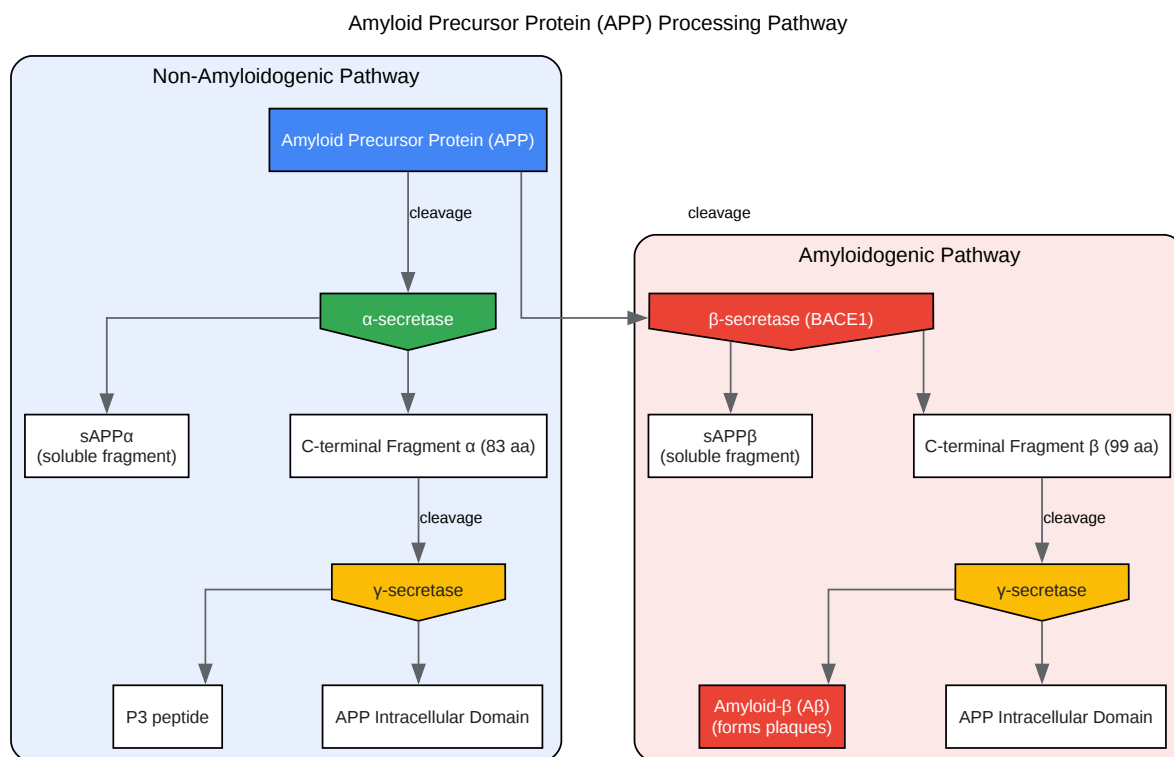 Amyloid Precursor Protein (APP) Processing Pathway
Non-Amyloidogenic Pathway
Amyloid Precursor Protein (APP)
cleavage
α-secretase
sAPPα
(soluble fragment)
C-terminal Fragment α (83 aa)
cleavage
γ-secretase
P3 peptide
APP Intracellular Domain
cleavage
Amyloidogenic Pathway
β-secretase (BACE1)
sAPPβ
(soluble fragment)
C-terminal Fragment β (99 aa)
cleavage
γ-secretase
Amyloid-β (Aβ)
(forms plaques)
APP Intracellular Domain